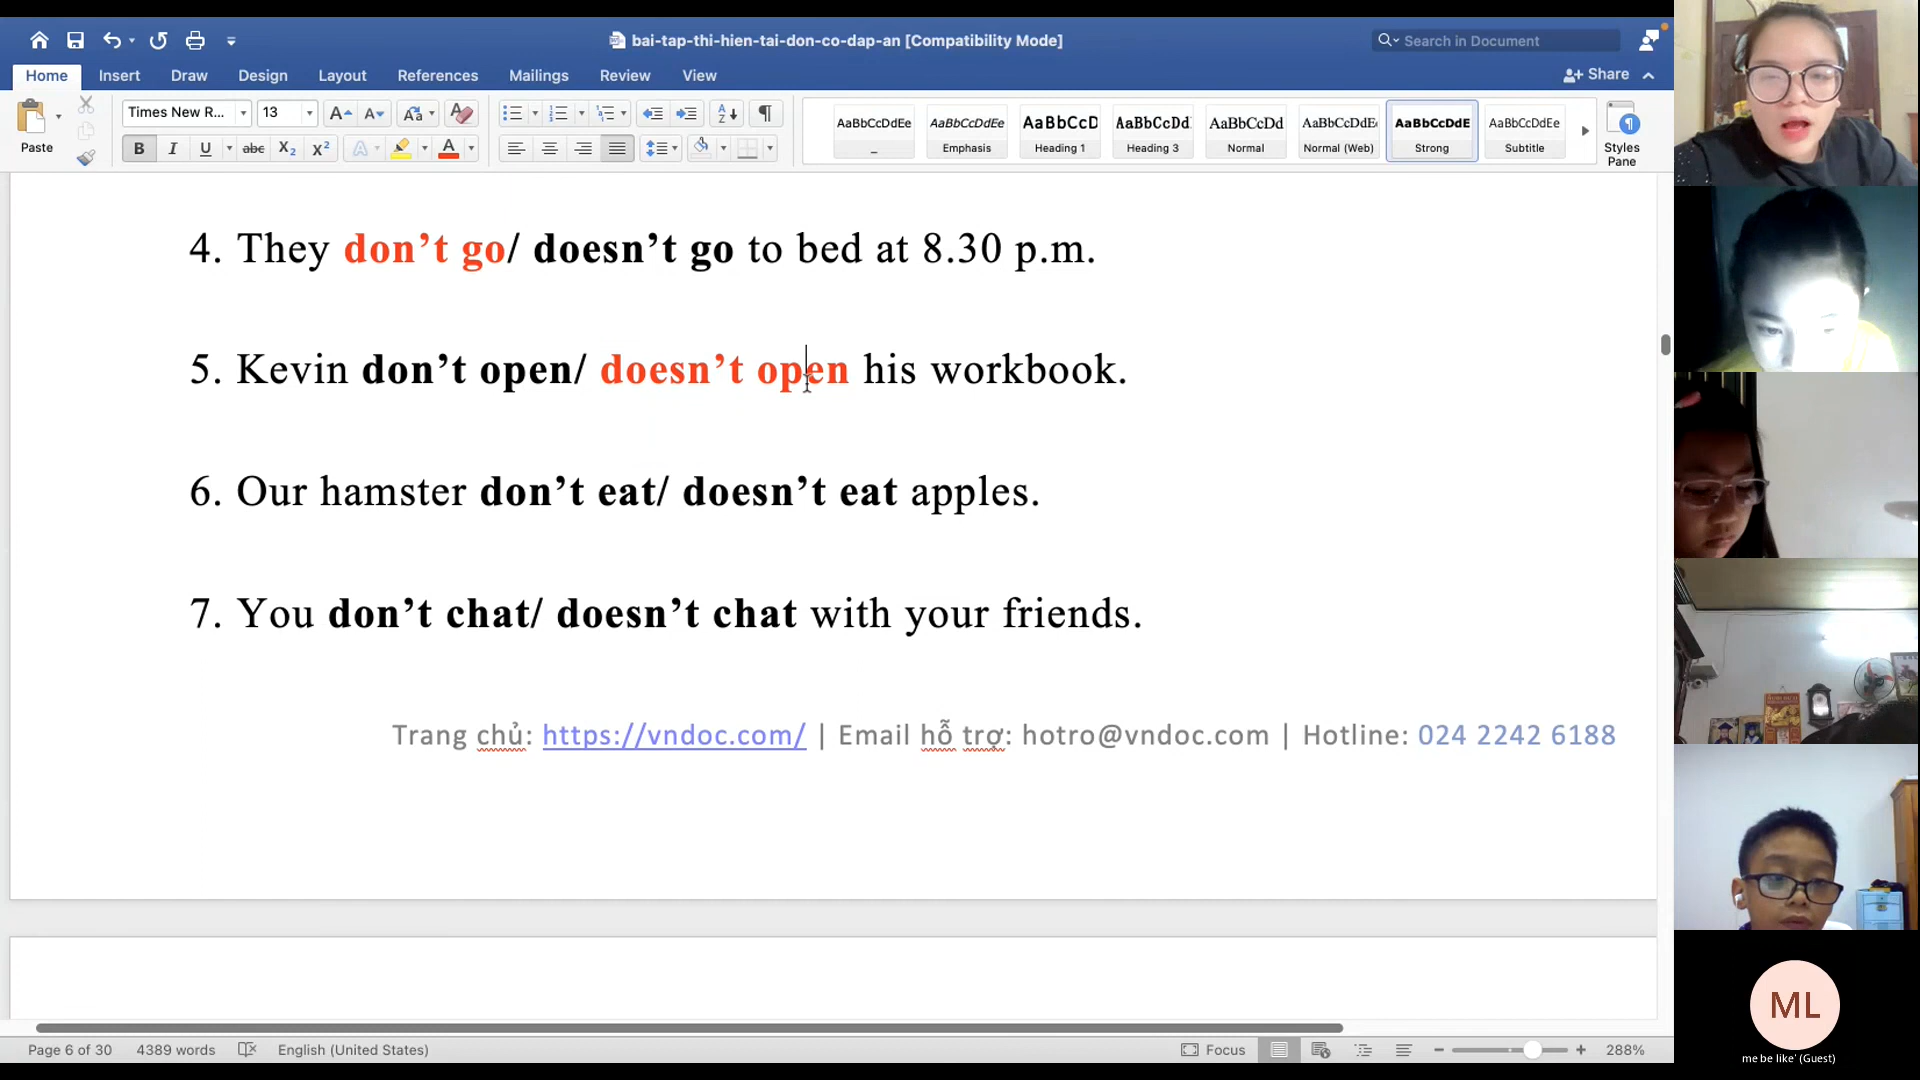 bai-tap-thi-hien-tai-don-co-dap-an [Compatibility Mode]
Search in Document
Home Insert Draw Design Layout References Mailings Review View
Share
Paste
Times New R... 13
AaBbCcDdEe AaBbCcDdEe AaBbCcD AaBbCcDd AaBbCcDd AaBbCcDdE AaBbCcDdE AaBbCcDdEe
Emphasis Heading 1 Heading 3 Normal Normal (Web) Strong Subtitle
Styles Pane
4. They don’t go/ doesn’t go to bed at 8.30 p.m.
5. Kevin don’t open/ doesn’t open his workbook.
6. Our hamster don’t eat/ doesn’t eat apples.
7. You don’t chat/ doesn’t chat with your friends.
Trang chủ: https://vndoc.com/ | Email hỗ trợ: hotro@vndoc.com | Hotline: 024 2242 6188
Page 6 of 30 4389 words English (United States) Focus 288%
ML
me be like' (Guest)